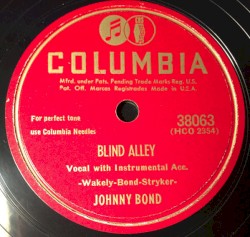 COLUMBIA
Mfrd. under Pats. Pending Trade Marks Reg. U.S.
Pat. Off. Marcas Registradas Made in U.S.A.
For perfect tone
use Columbia Needles
38063
(HCO 2354)
BLIND ALLEY
Vocal with Instrumental Acc.
-Wakely-Bond-Stryker-
JOHNNY BOND